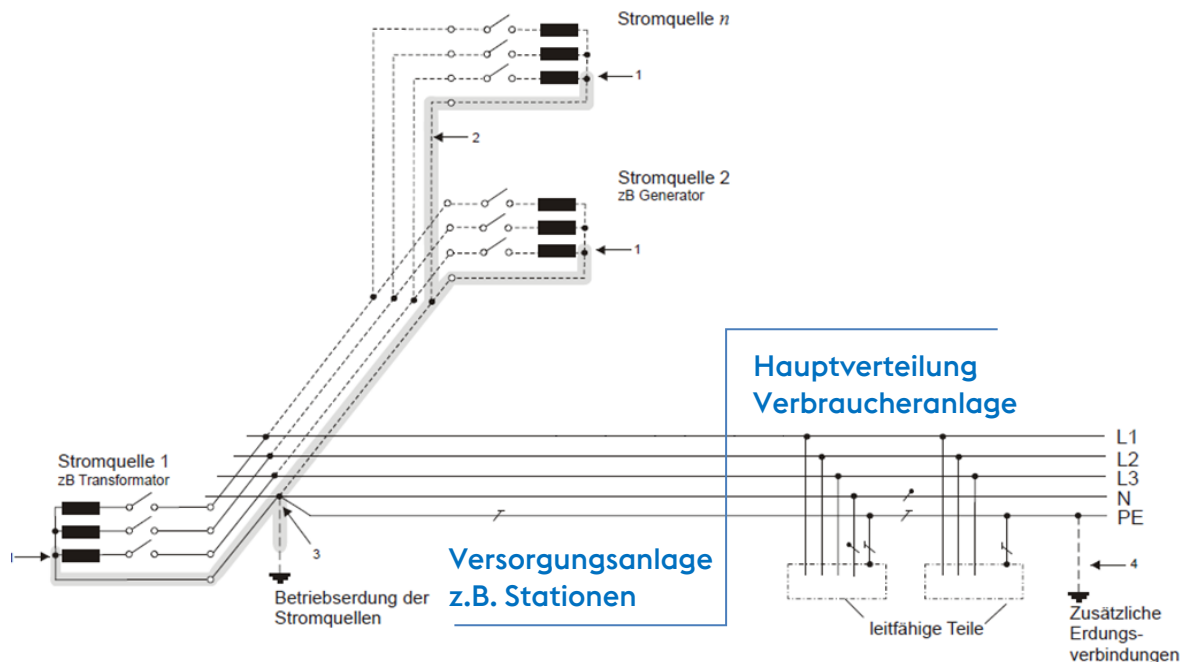 Stromquelle n
1
2
Stromquelle 2
zB Generator
1
Hauptverteilung
Verbraucheranlage
L1
L2
L3
N
PE
Stromquelle 1
zB Transformator
3
Versorgungsanlage
z.B. Stationen
4
Betriebserdung der
Stromquellen
leitfähige Teile
Zusätzliche
Erdungs-
verbindungen